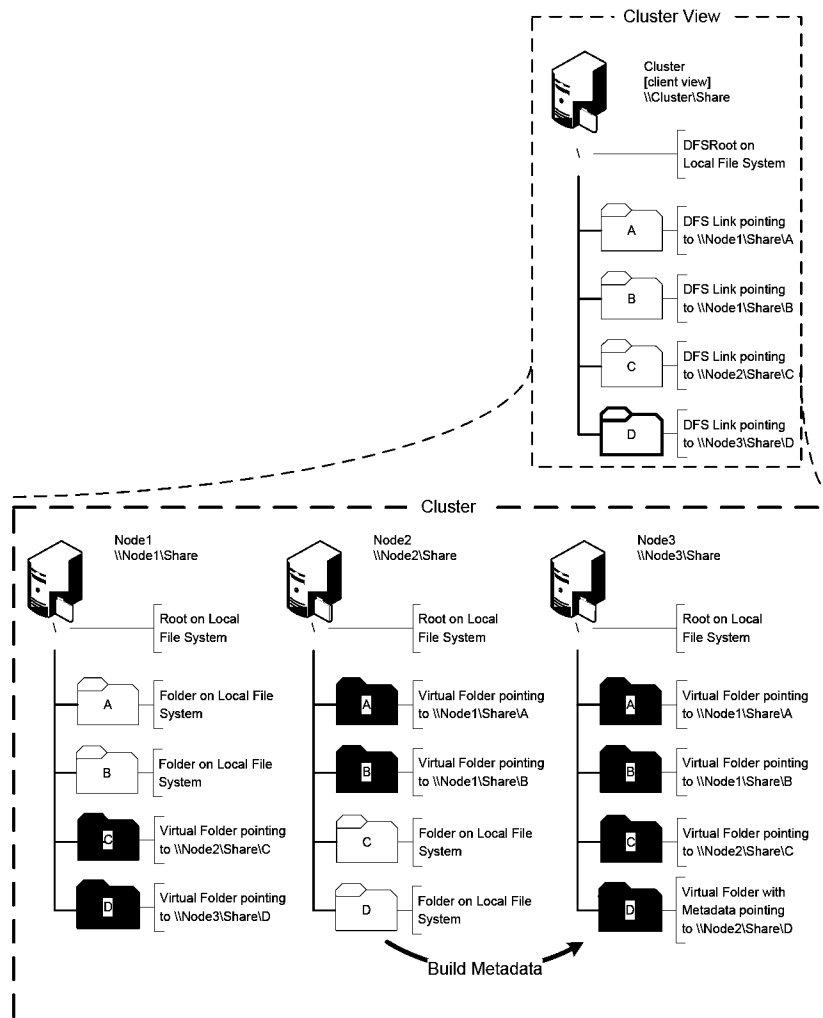 Cluster View
Cluster
[client view]
\\Cluster\Share
\
DFSRoot on
Local File System
A
DFS Link pointing
to \\Node1\Share\A
B
DFS Link pointing
to \\Node1\Share\B
C
DFS Link pointing
to \\Node2\Share\C
D
DFS Link pointing
to \\Node3\Share\D
Cluster
Node1
\\Node1\Share
\
Root on Local
File System
A
Folder on Local File
System
B
Folder on Local File
System
C
Virtual Folder pointing
to \\Node2\Share\C
D
Virtual Folder pointing
to \\Node3\Share\D
Node2
\\Node2\Share
\
Root on Local
File System
A
Virtual Folder pointing
to \\Node1\Share\A
B
Virtual Folder pointing
to \\Node1\Share\B
C
Folder on Local File
System
D
Folder on Local File
System
Node3
\\Node3\Share
\
Root on Local
File System
A
Virtual Folder pointing
to \\Node1\Share\A
B
Virtual Folder pointing
to \\Node1\Share\B
C
Virtual Folder pointing
to \\Node2\Share\C
D
Virtual Folder with
Metadata pointing
to \\Node2\Share\D
Build Metadata